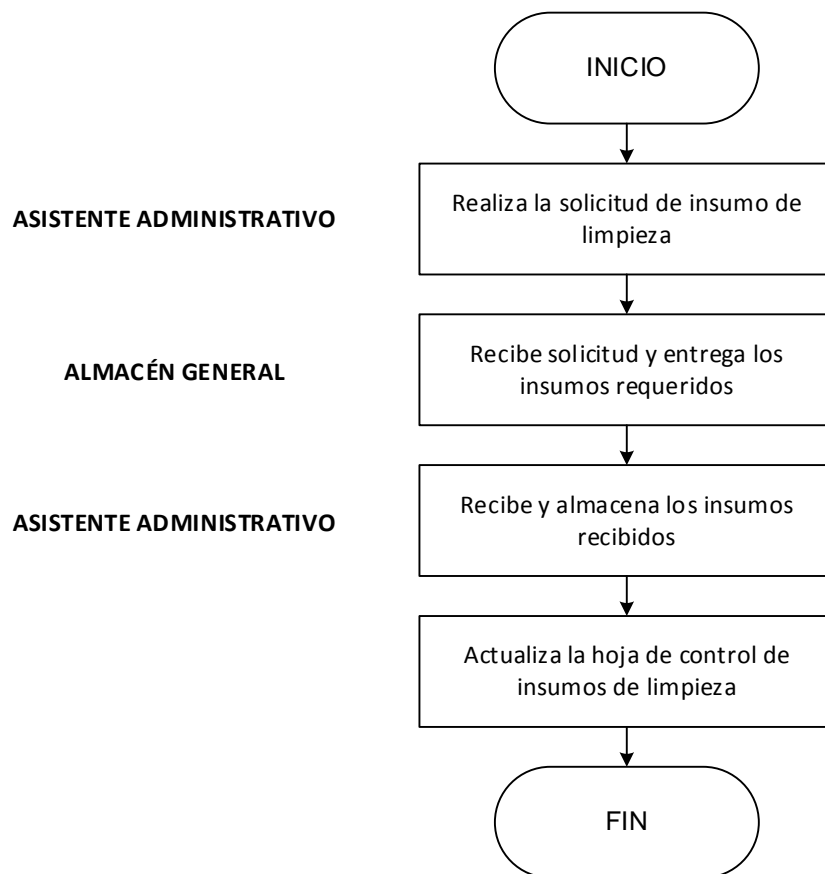 INICIO
ASISTENTE ADMINISTRATIVO
Realiza la solicitud de insumo de
limpieza
ALMACÉN GENERAL
Recibe solicitud y entrega los
insumos requeridos
ASISTENTE ADMINISTRATIVO
Recibe y almacena los insumos
recibidos
Actualiza la hoja de control de
insumos de limpieza
FIN